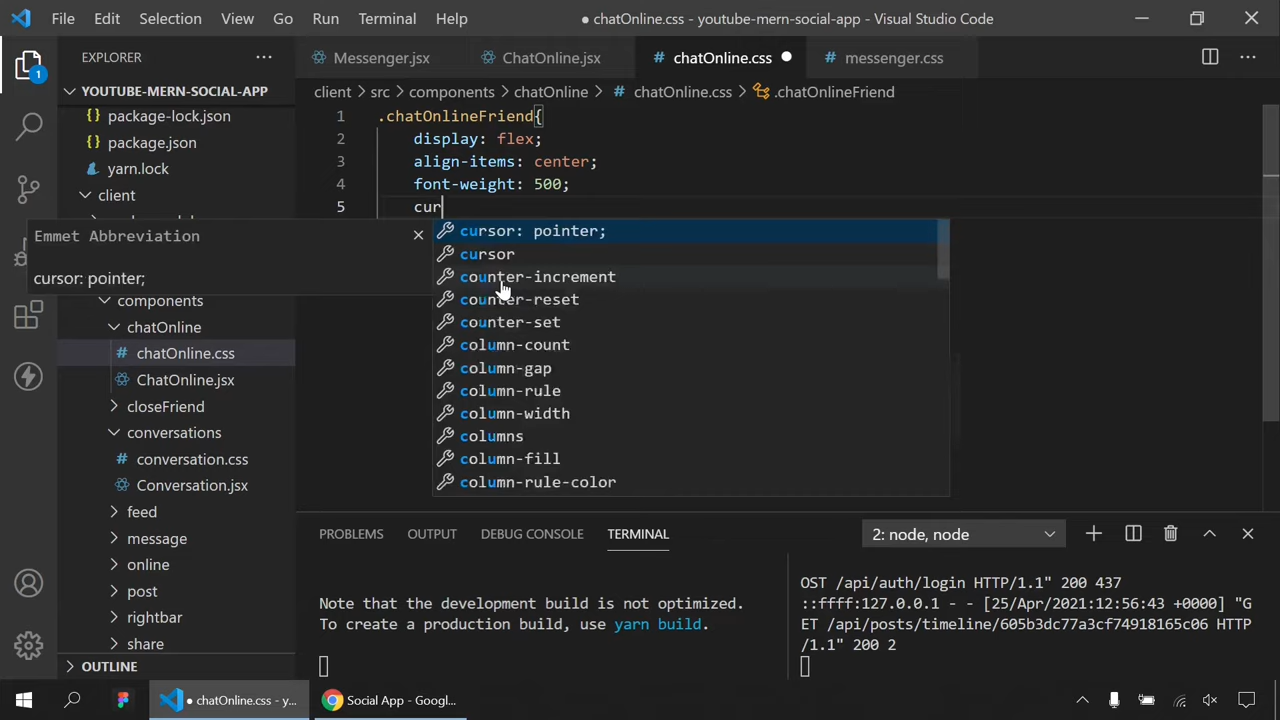 File Edit Selection View Go Run Terminal Help ● chatOnline.css - youtube-mern-social-app - Visual Studio Code
EXPLORER ··· Messenger.jsx ChatOnline.jsx # chatOnline.css ● # messenger.css ···
1
YOUTUBE-MERN-SOCIAL-APP client > src > components > chatOnline > # chatOnline.css > .chatOnlineFriend
{} package-lock.json
{} package.json
yarn.lock
client
1 .chatOnlineFriend{
2 display: flex;
3 align-items: center;
4 font-weight: 500;
5 cur
Emmet Abbreviation
cursor: pointer;
cursor: pointer;
cursor
counter-increment
counter-reset
counter-set
column-count
column-gap
column-rule
column-width
columns
column-fill
column-rule-color
components
chatOnline
# chatOnline.css
ChatOnline.jsx
closeFriend
conversations
# conversation.css
Conversation.jsx
feed
message
online
post
rightbar
share
OUTLINE
PROBLEMS OUTPUT DEBUG CONSOLE TERMINAL 2: node, node
Note that the development build is not optimized.
To create a production build, use yarn build.
OST /api/auth/login HTTP/1.1" 200 437
::ffff:127.0.0.1 - - [25/Apr/2021:12:56:43 +0000] "G
ET /api/posts/timeline/605b3dc77a3cf74918165c06 HTTP
/1.1" 200 2
● chatOnline.css - y... Social App - Googl...